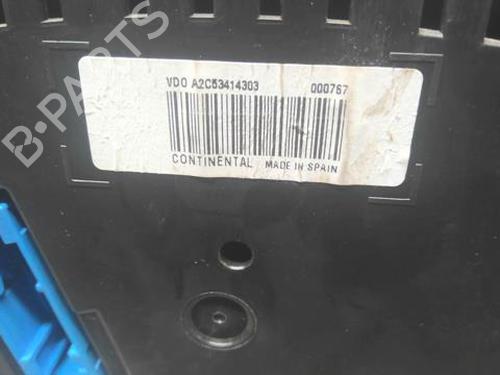 B-PARTS
VDO A2C53414303 000767
CONTINENTAL MADE IN SPAIN